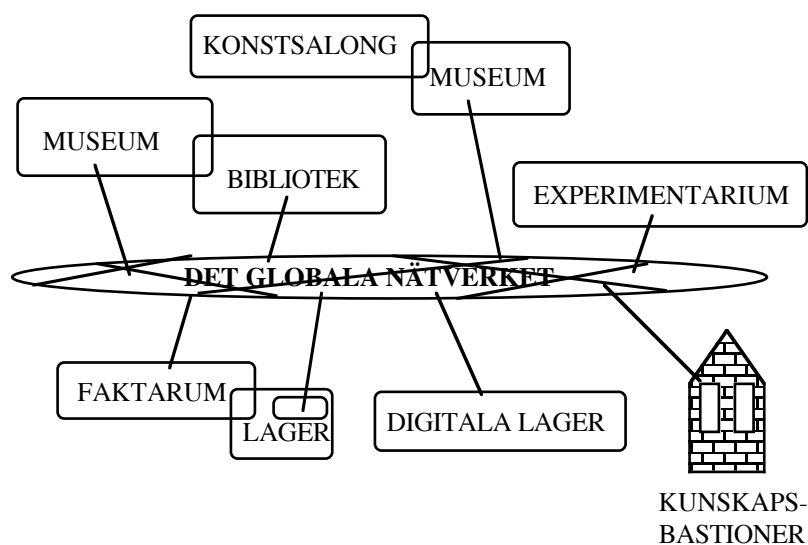 KONSTSALONG
MUSEUM
MUSEUM
BIBLIOTEK
EXPERIMENTARIUM
DET GLOBALA NÄTVERKET
FAKTARUM
LAGER
DIGITALA LAGER
KUNSKAPS-
BASTIONER